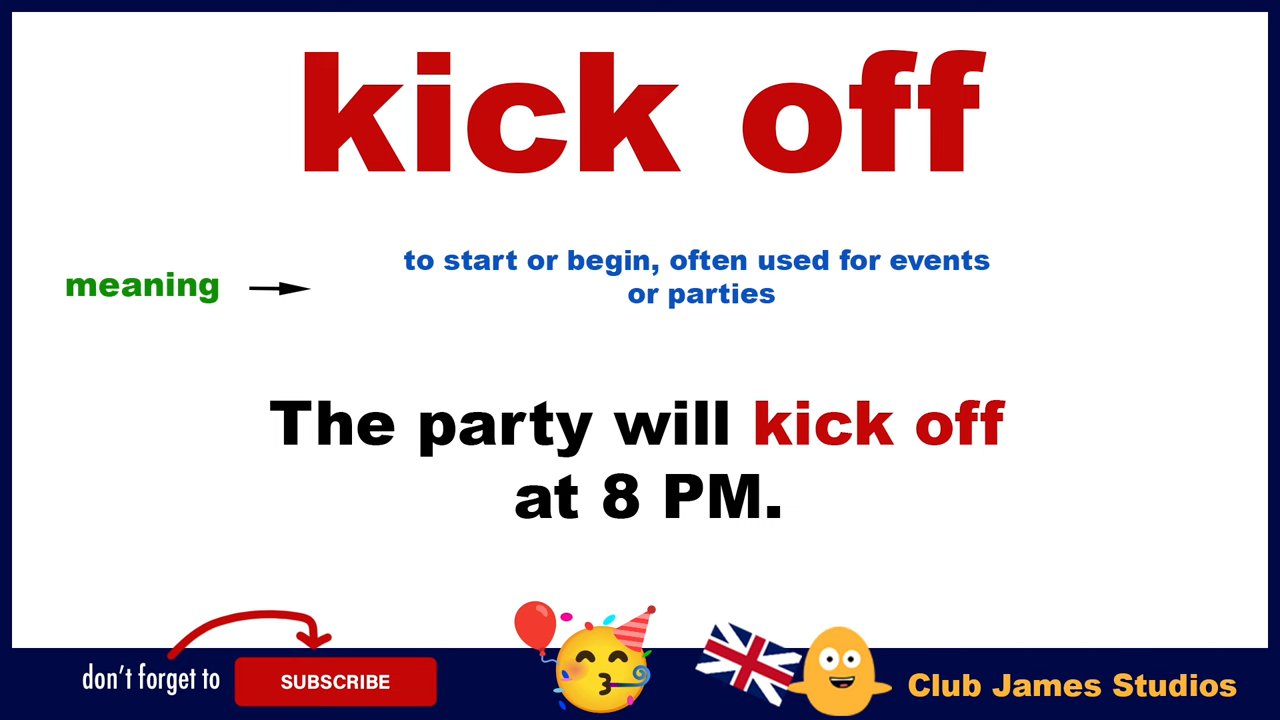 kick off
meaning
to start or begin, often used for events
or parties
The party will kick off
at 8 PM.
don't forget to
SUBSCRIBE
Club James Studios